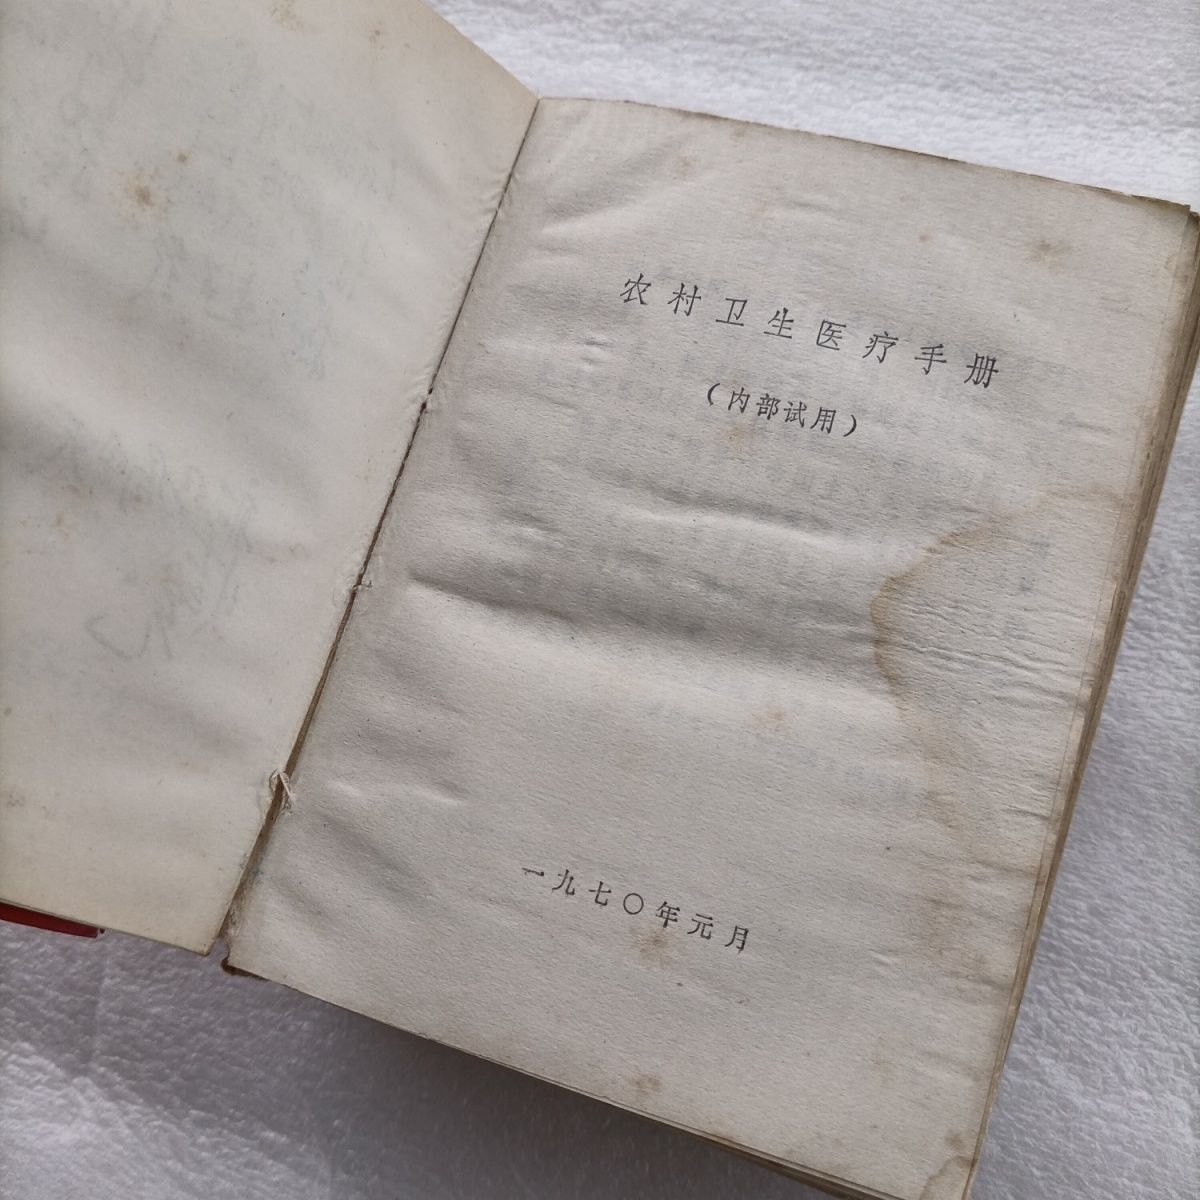 农村卫生医疗手册
（内部试用）
一九七〇年元月